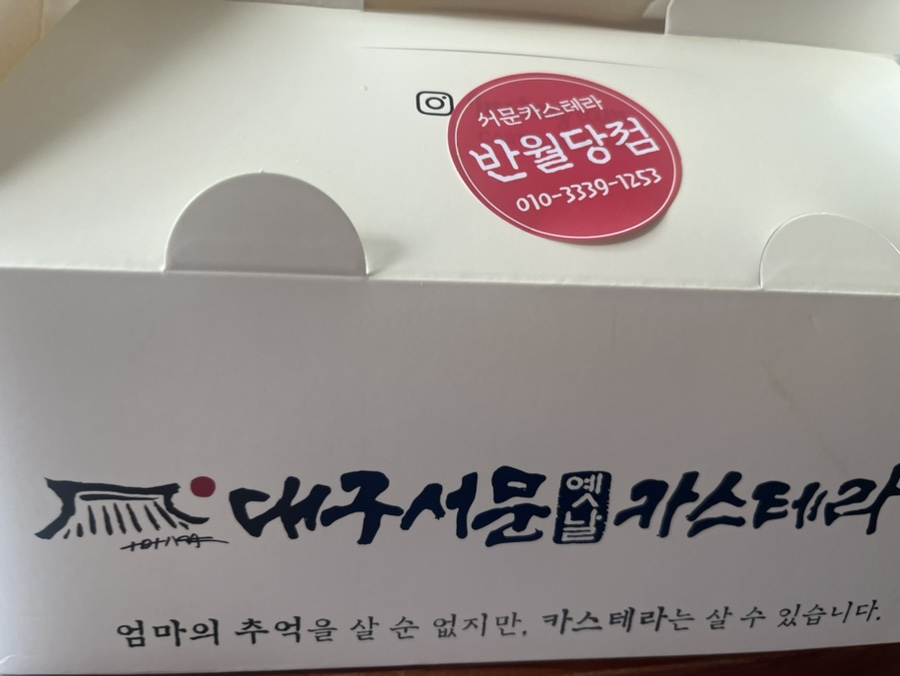 서문카스테라
반월당점
010-3339-1253
대구서문 옛날 카스테라
엄마의 추억을 살 순 없지만, 카스테라는 살 수 있습니다.